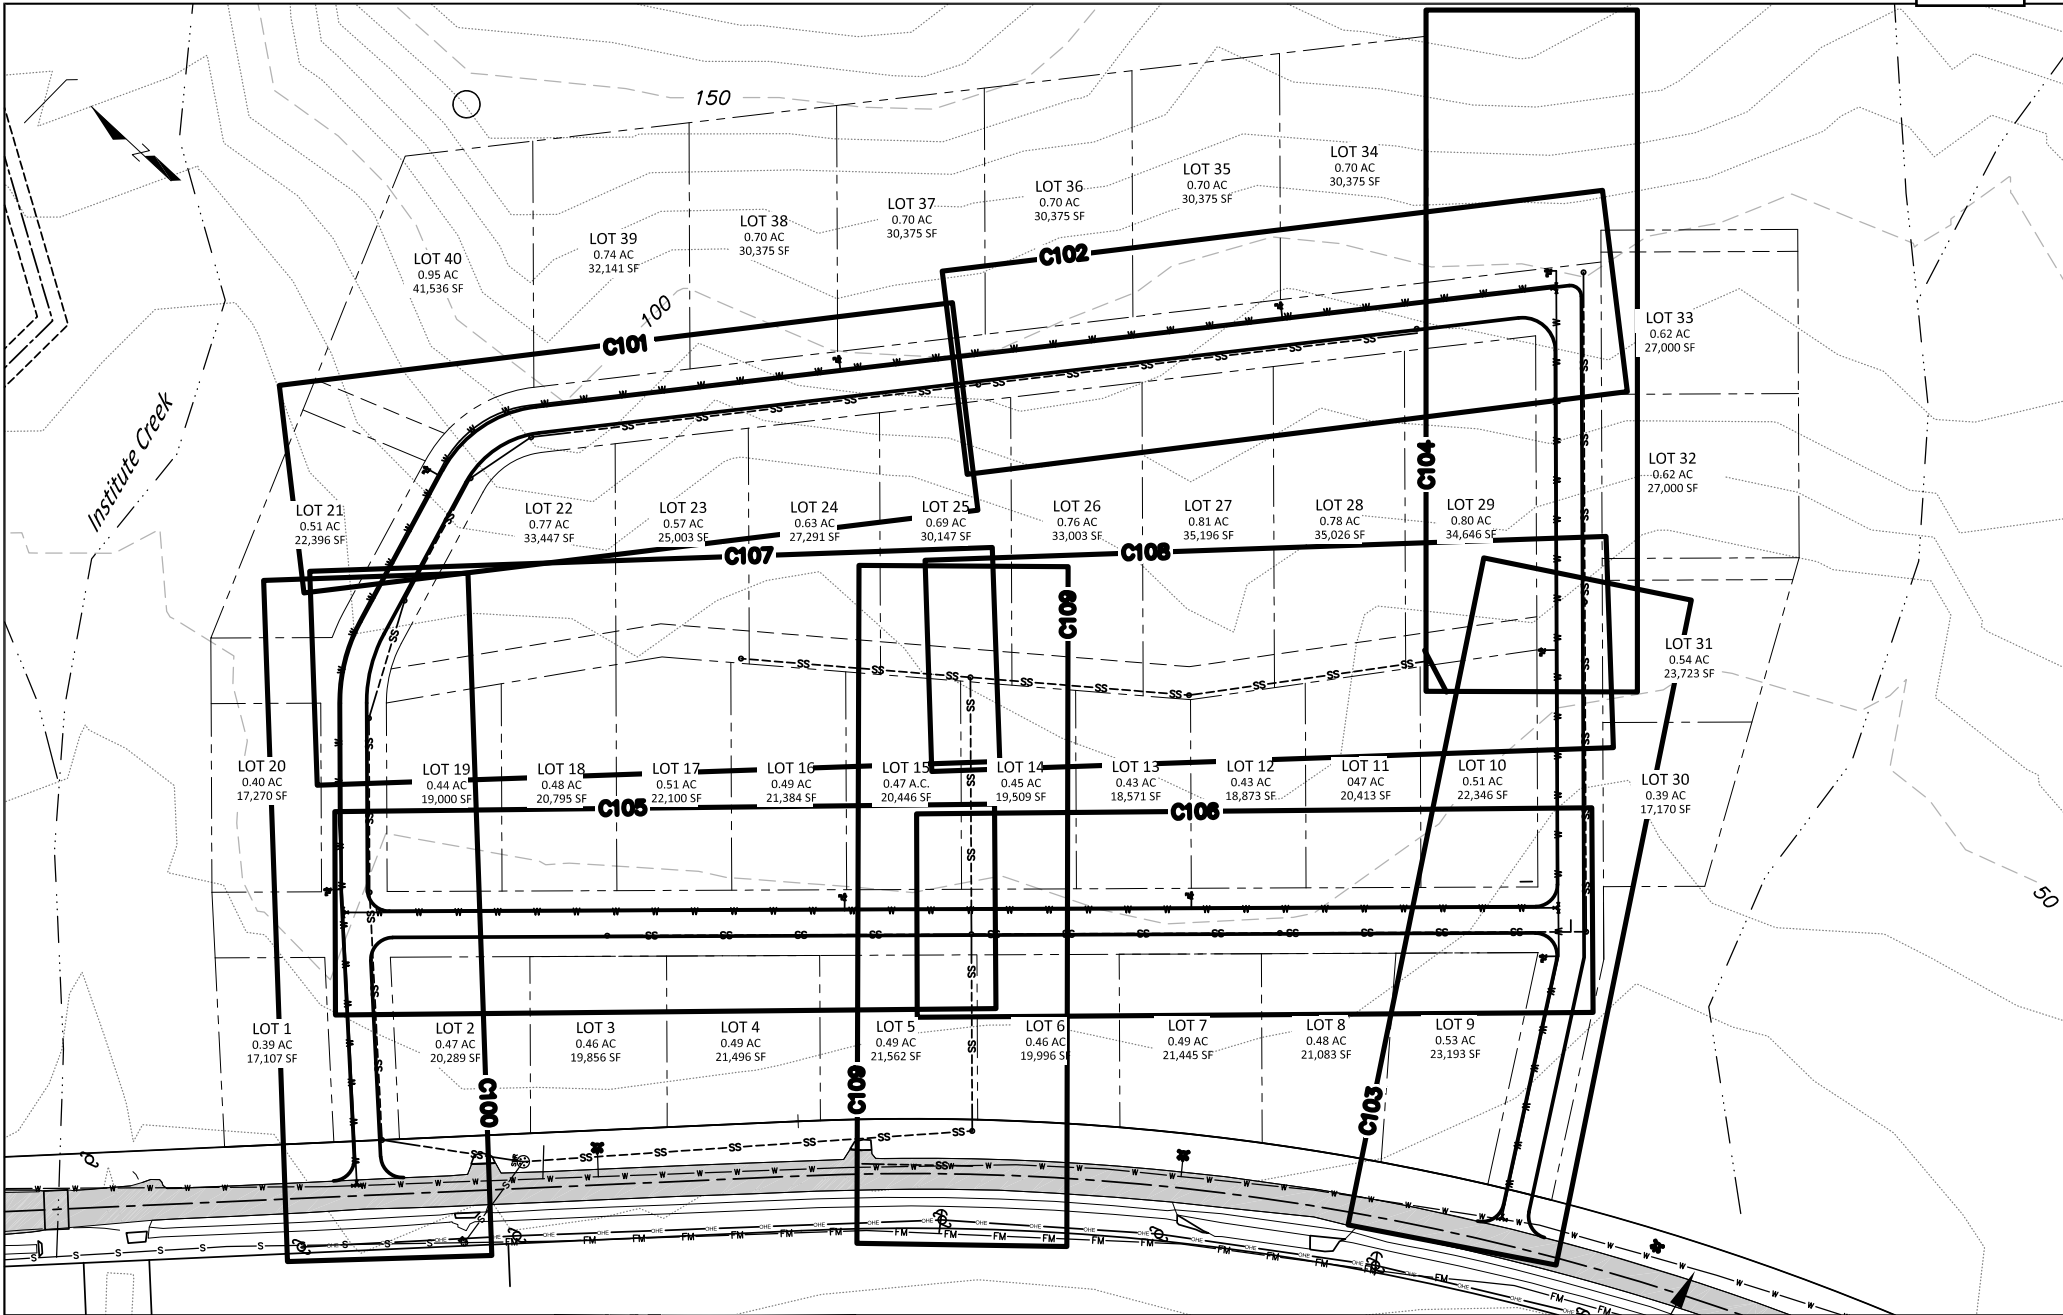 150
LOT 34
0.70 AC
30,375 SF
LOT 35
0.70 AC
30,375 SF
LOT 36
0.70 AC
30,375 SF
LOT 37
0.70 AC
30,375 SF
LOT 38
0.70 AC
30,375 SF
LOT 39
0.74 AC
32,141 SF
LOT 40
0.95 AC
41,536 SF
C102
100
C101
LOT 33
0.62 AC
27,000 SF
Institute Creek
C104
LOT 32
0.62 AC
27,000 SF
LOT 21
0.51 AC
22,396 SF
LOT 22
0.77 AC
33,447 SF
LOT 23
0.57 AC
25,003 SF
LOT 24
0.63 AC
27,291 SF
LOT 25
0.69 AC
30,147 SF
LOT 26
0.76 AC
33,003 SF
LOT 27
0.81 AC
35,196 SF
LOT 28
0.78 AC
35,026 SF
LOT 29
0.80 AC
34,646 SF
C107
C108
C109
LOT 31
0.54 AC
23,723 SF
LOT 20
0.40 AC
17,270 SF
LOT 19
0.44 AC
19,000 SF
LOT 18
0.48 AC
20,795 SF
LOT 17
0.51 AC
22,100 SF
LOT 16
0.49 AC
21,384 SF
LOT 15
0.47 A.C.
20,446 SF
LOT 14
0.45 AC
19,509 SF
LOT 13
0.43 AC
18,571 SF
LOT 12
0.43 AC
18,873 SF
LOT 11
047 AC
20,413 SF
LOT 10
0.51 AC
22,346 SF
LOT 30
0.39 AC
17,170 SF
C105
C106
50
LOT 1
0.39 AC
17,107 SF
LOT 2
0.47 AC
20,289 SF
LOT 3
0.46 AC
19,856 SF
LOT 4
0.49 AC
21,496 SF
LOT 5
0.49 AC
21,562 SF
LOT 6
0.46 AC
19,996 SF
LOT 7
0.49 AC
21,445 SF
LOT 8
0.48 AC
21,083 SF
LOT 9
0.53 AC
23,193 SF
C100
C109
C103